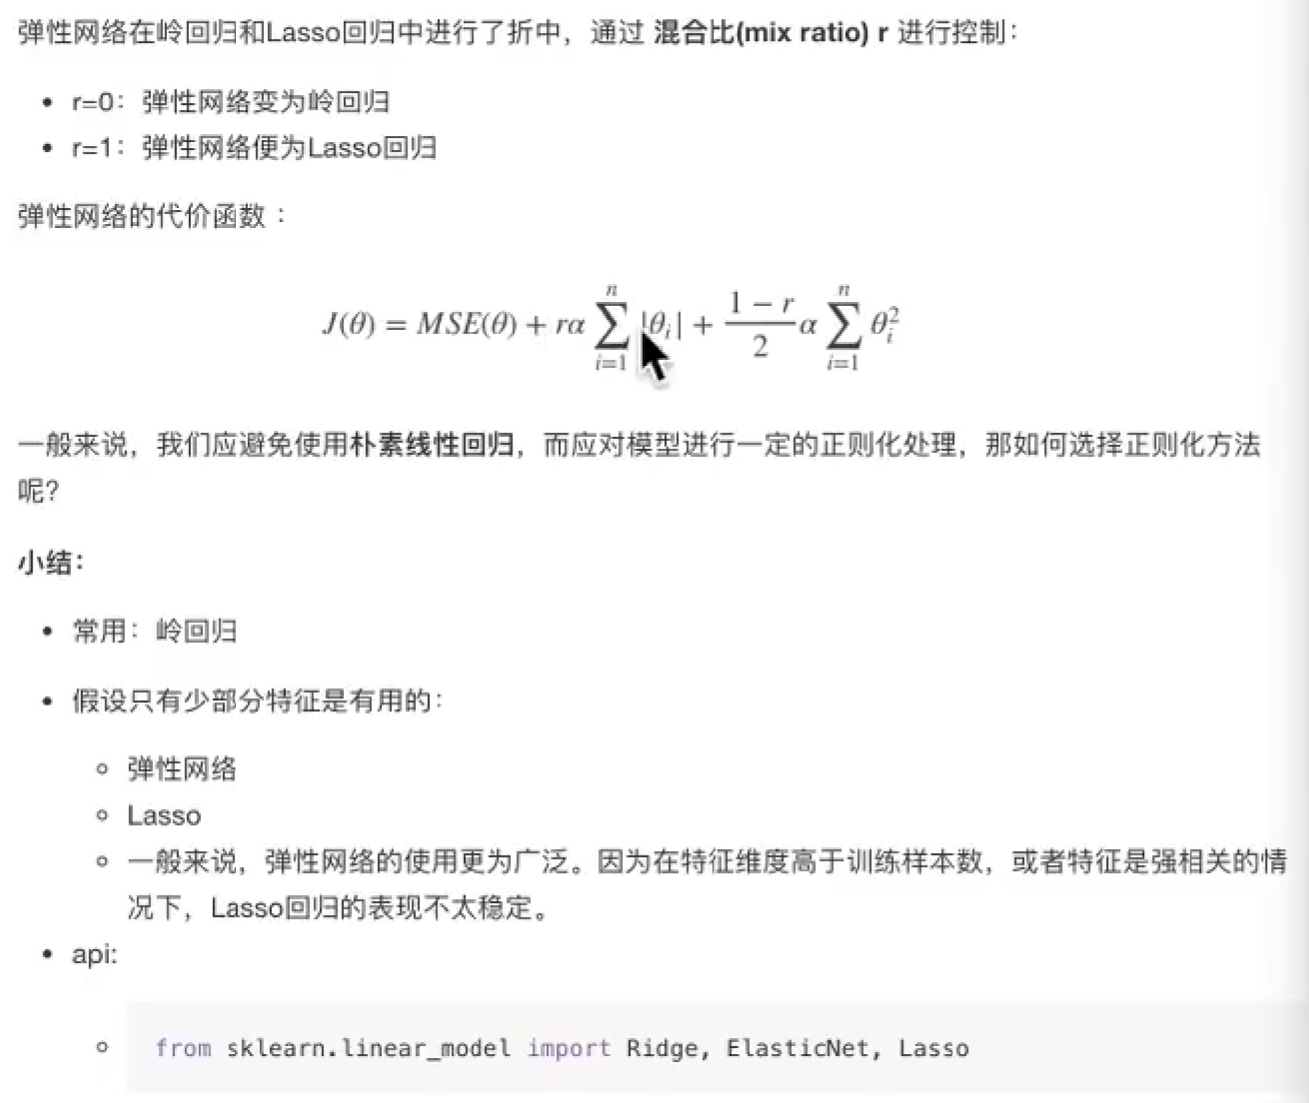 弹性网络在岭回归和Lasso回归中进行了折中，通过 混合比(mix ratio) r 进行控制：
• r=0：弹性网络变为岭回归
• r=1：弹性网络便为Lasso回归
弹性网络的代价函数 ：
J(θ) = MSE(θ) + rα ∑_{i=1}^{n} |θ_i| + \frac{1 − r}{2} α ∑_{i=1}^{n} θ_i^2
一般来说，我们应避免使用朴素线性回归，而应对模型进行一定的正则化处理，那如何选择正则化方法
呢？
小结：
• 常用：岭回归
• 假设只有少部分特征是有用的：
◦ 弹性网络
◦ Lasso
◦ 一般来说，弹性网络的使用更为广泛。因为在特征维度高于训练样本数，或者特征是强相关的情
况下，Lasso回归的表现不太稳定。
• api:
◦ from sklearn.linear_model import Ridge, ElasticNet, Lasso